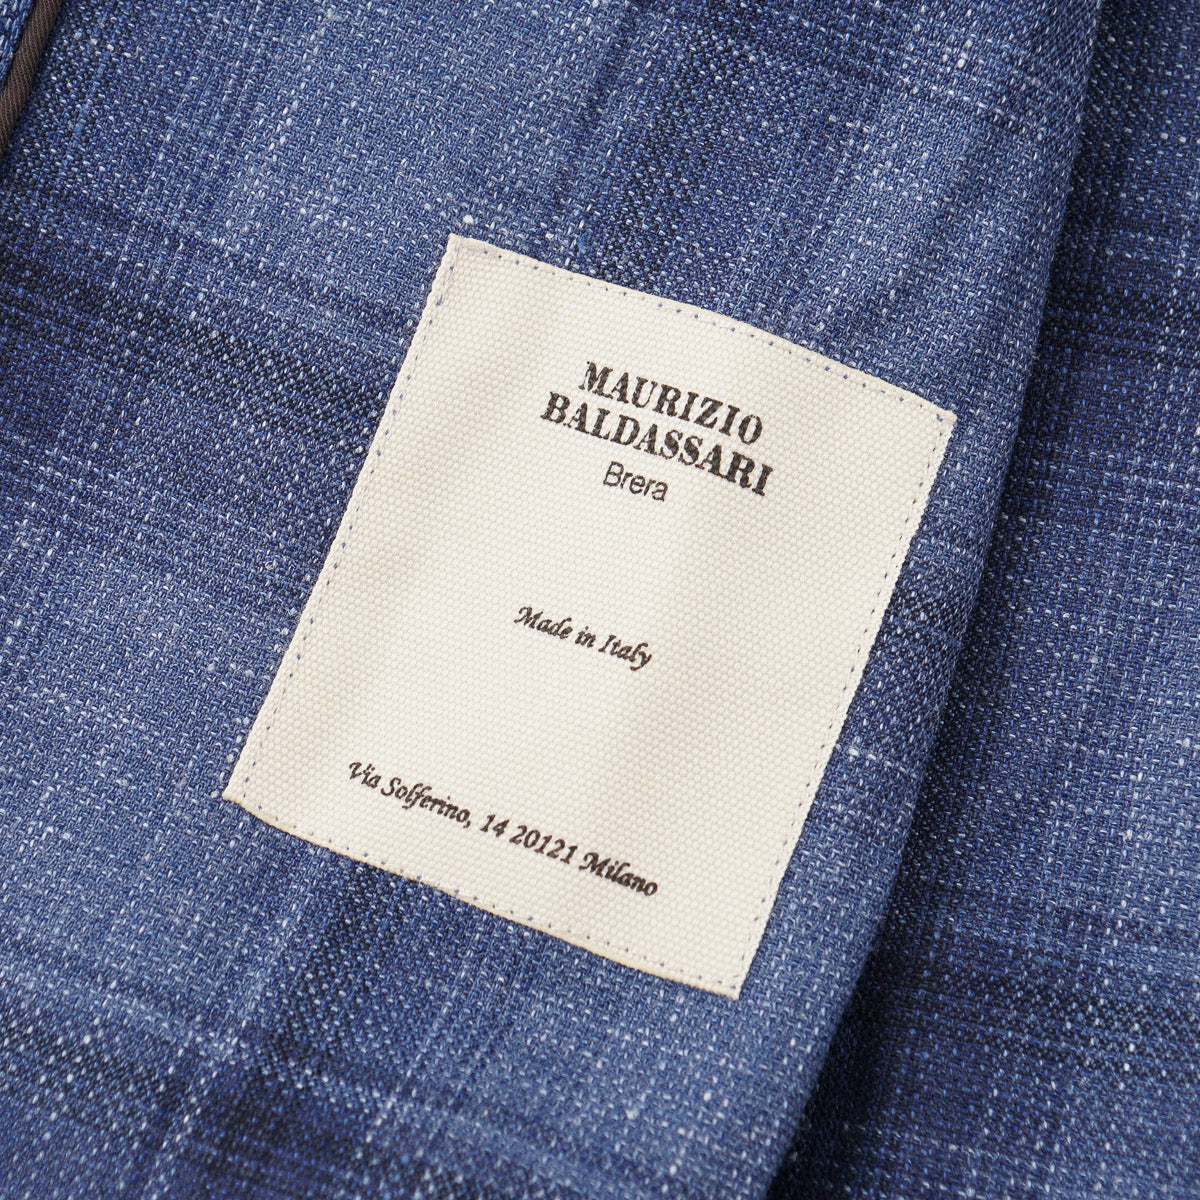 MAURIZIO
BALDASSARI
Brera
Made in Italy
Via Solferino, 14 20121 Milano